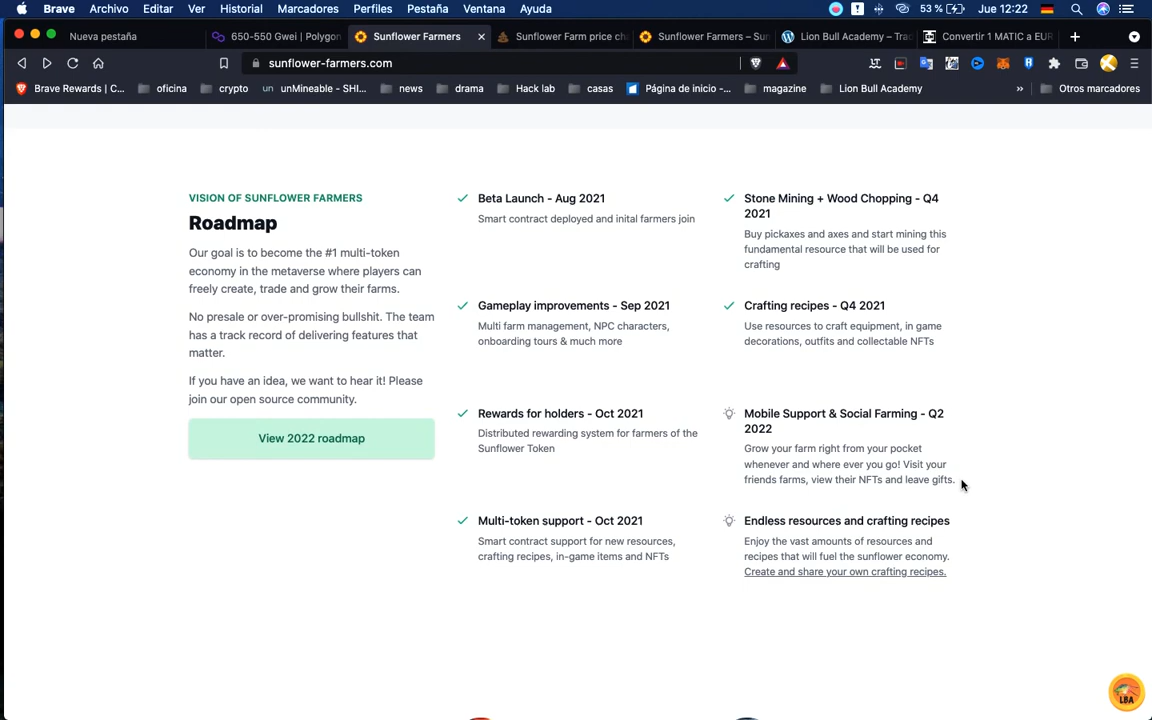 Brave Archivo Editar Ver Historial Marcadores Perfiles Pestaña Ventana Ayuda 53 % Jue 12:22
Nueva pestaña 650-550 Gwei | Polygon Sunflower Farmers Sunflower Farm price cha Sunflower Farmers – Sun Lion Bull Academy – Trad Convertir 1 MATIC a EUR
sunflower-farmers.com
Brave Rewards | C... oficina crypto un unMineable - SHI... news drama Hack lab casas Página de inicio -... magazine Lion Bull Academy » Otros marcadores
VISION OF SUNFLOWER FARMERS
Roadmap
Our goal is to become the #1 multi-token
economy in the metaverse where players can
freely create, trade and grow their farms.
No presale or over-promising bullshit. The team
has a track record of delivering features that
matter.
If you have an idea, we want to hear it! Please
join our open source community.
View 2022 roadmap
Beta Launch - Aug 2021
Smart contract deployed and inital farmers join
Stone Mining + Wood Chopping - Q4
2021
Buy pickaxes and axes and start mining this
fundamental resource that will be used for
crafting
Gameplay improvements - Sep 2021
Multi farm management, NPC characters,
onboarding tours & much more
Crafting recipes - Q4 2021
Use resources to craft equipment, in game
decorations, outfits and collectable NFTs
Rewards for holders - Oct 2021
Distributed rewarding system for farmers of the
Sunflower Token
Mobile Support & Social Farming - Q2
2022
Grow your farm right from your pocket
whenever and where ever you go! Visit your
friends farms, view their NFTs and leave gifts.
Multi-token support - Oct 2021
Smart contract support for new resources,
crafting recipes, in-game items and NFTs
Endless resources and crafting recipes
Enjoy the vast amounts of resources and
recipes that will fuel the sunflower economy.
Create and share your own crafting recipes.
LBA